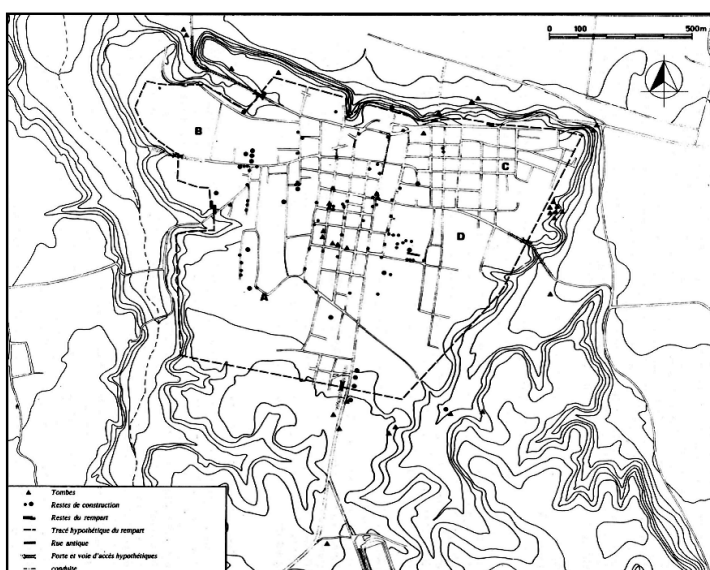 0 100 500m
B
C
D
A
Tombes
Restes de construction
Restes du rempart
Tracé hypothétique du rempart
Rue antique
Porte et voie d'accès hypothétiques
conduite